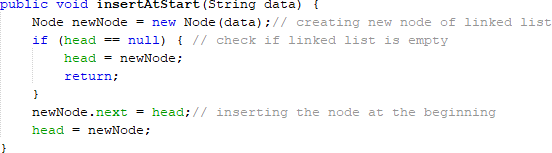 public void insertAtStart(String data) {
    Node newNode = new Node(data);// creating new node of linked list
    if (head == null) { // check if linked list is empty
        head = newNode;
        return;
    }
    newNode.next = head;// inserting the node at the beginning
    head = newNode;
}